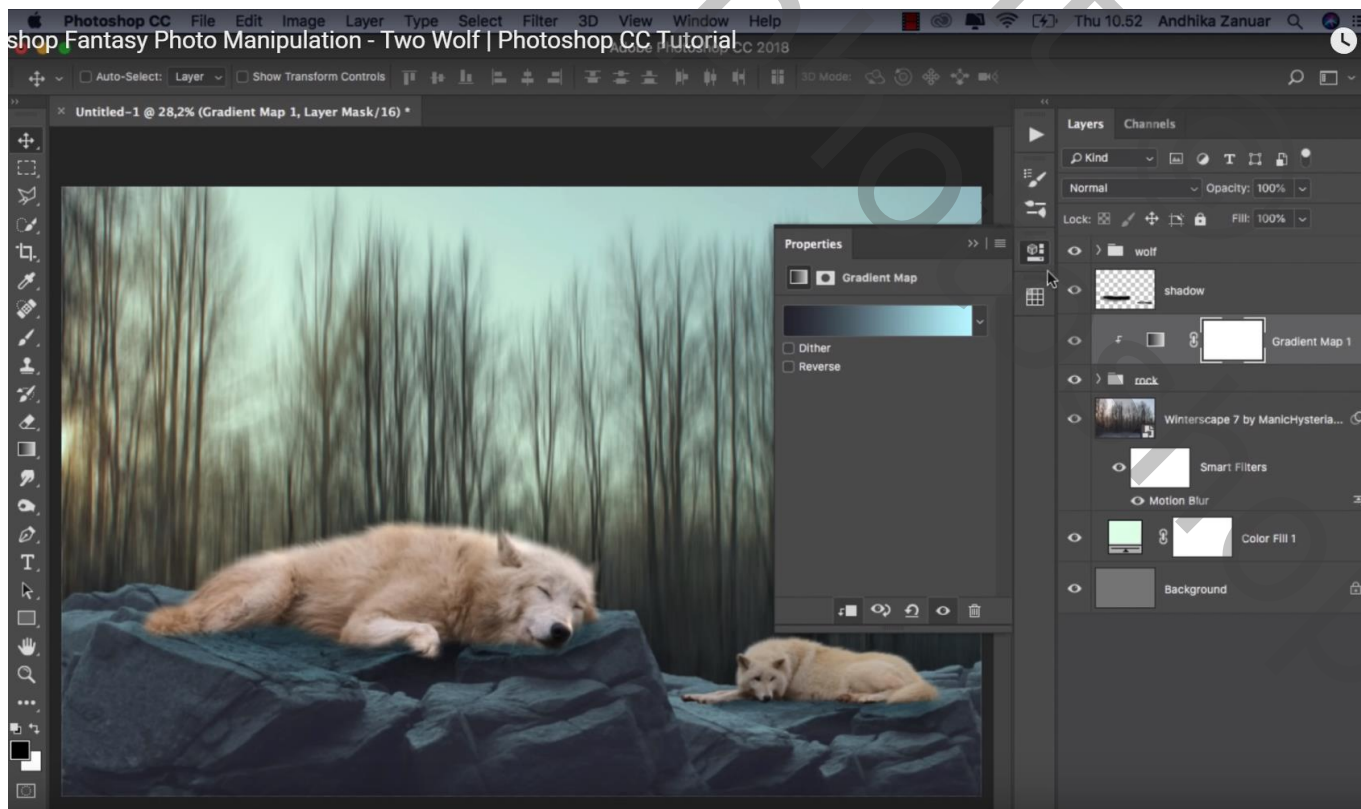 Photoshop CC File Edit Image Layer Type Select Filter 3D View Window Help Thu 10.52 Andhika Zanuar
shop Fantasy Photo Manipulation - Two Wolf | Photoshop CC Tutorial
CC 2018
Auto-Select: Layer Show Transform Controls 3D Mode:
× Untitled-1 @ 28,2% (Gradient Map 1, Layer Mask/16) *
Layers Channels
Kind
Normal Opacity: 100%
Lock: Fill: 100%
wolf
shadow
Gradient Map 1
rock
Winterscape 7 by ManicHysteria...
Smart Filters
Motion Blur
Color Fill 1
Background
Properties
Gradient Map
Dither
Reverse